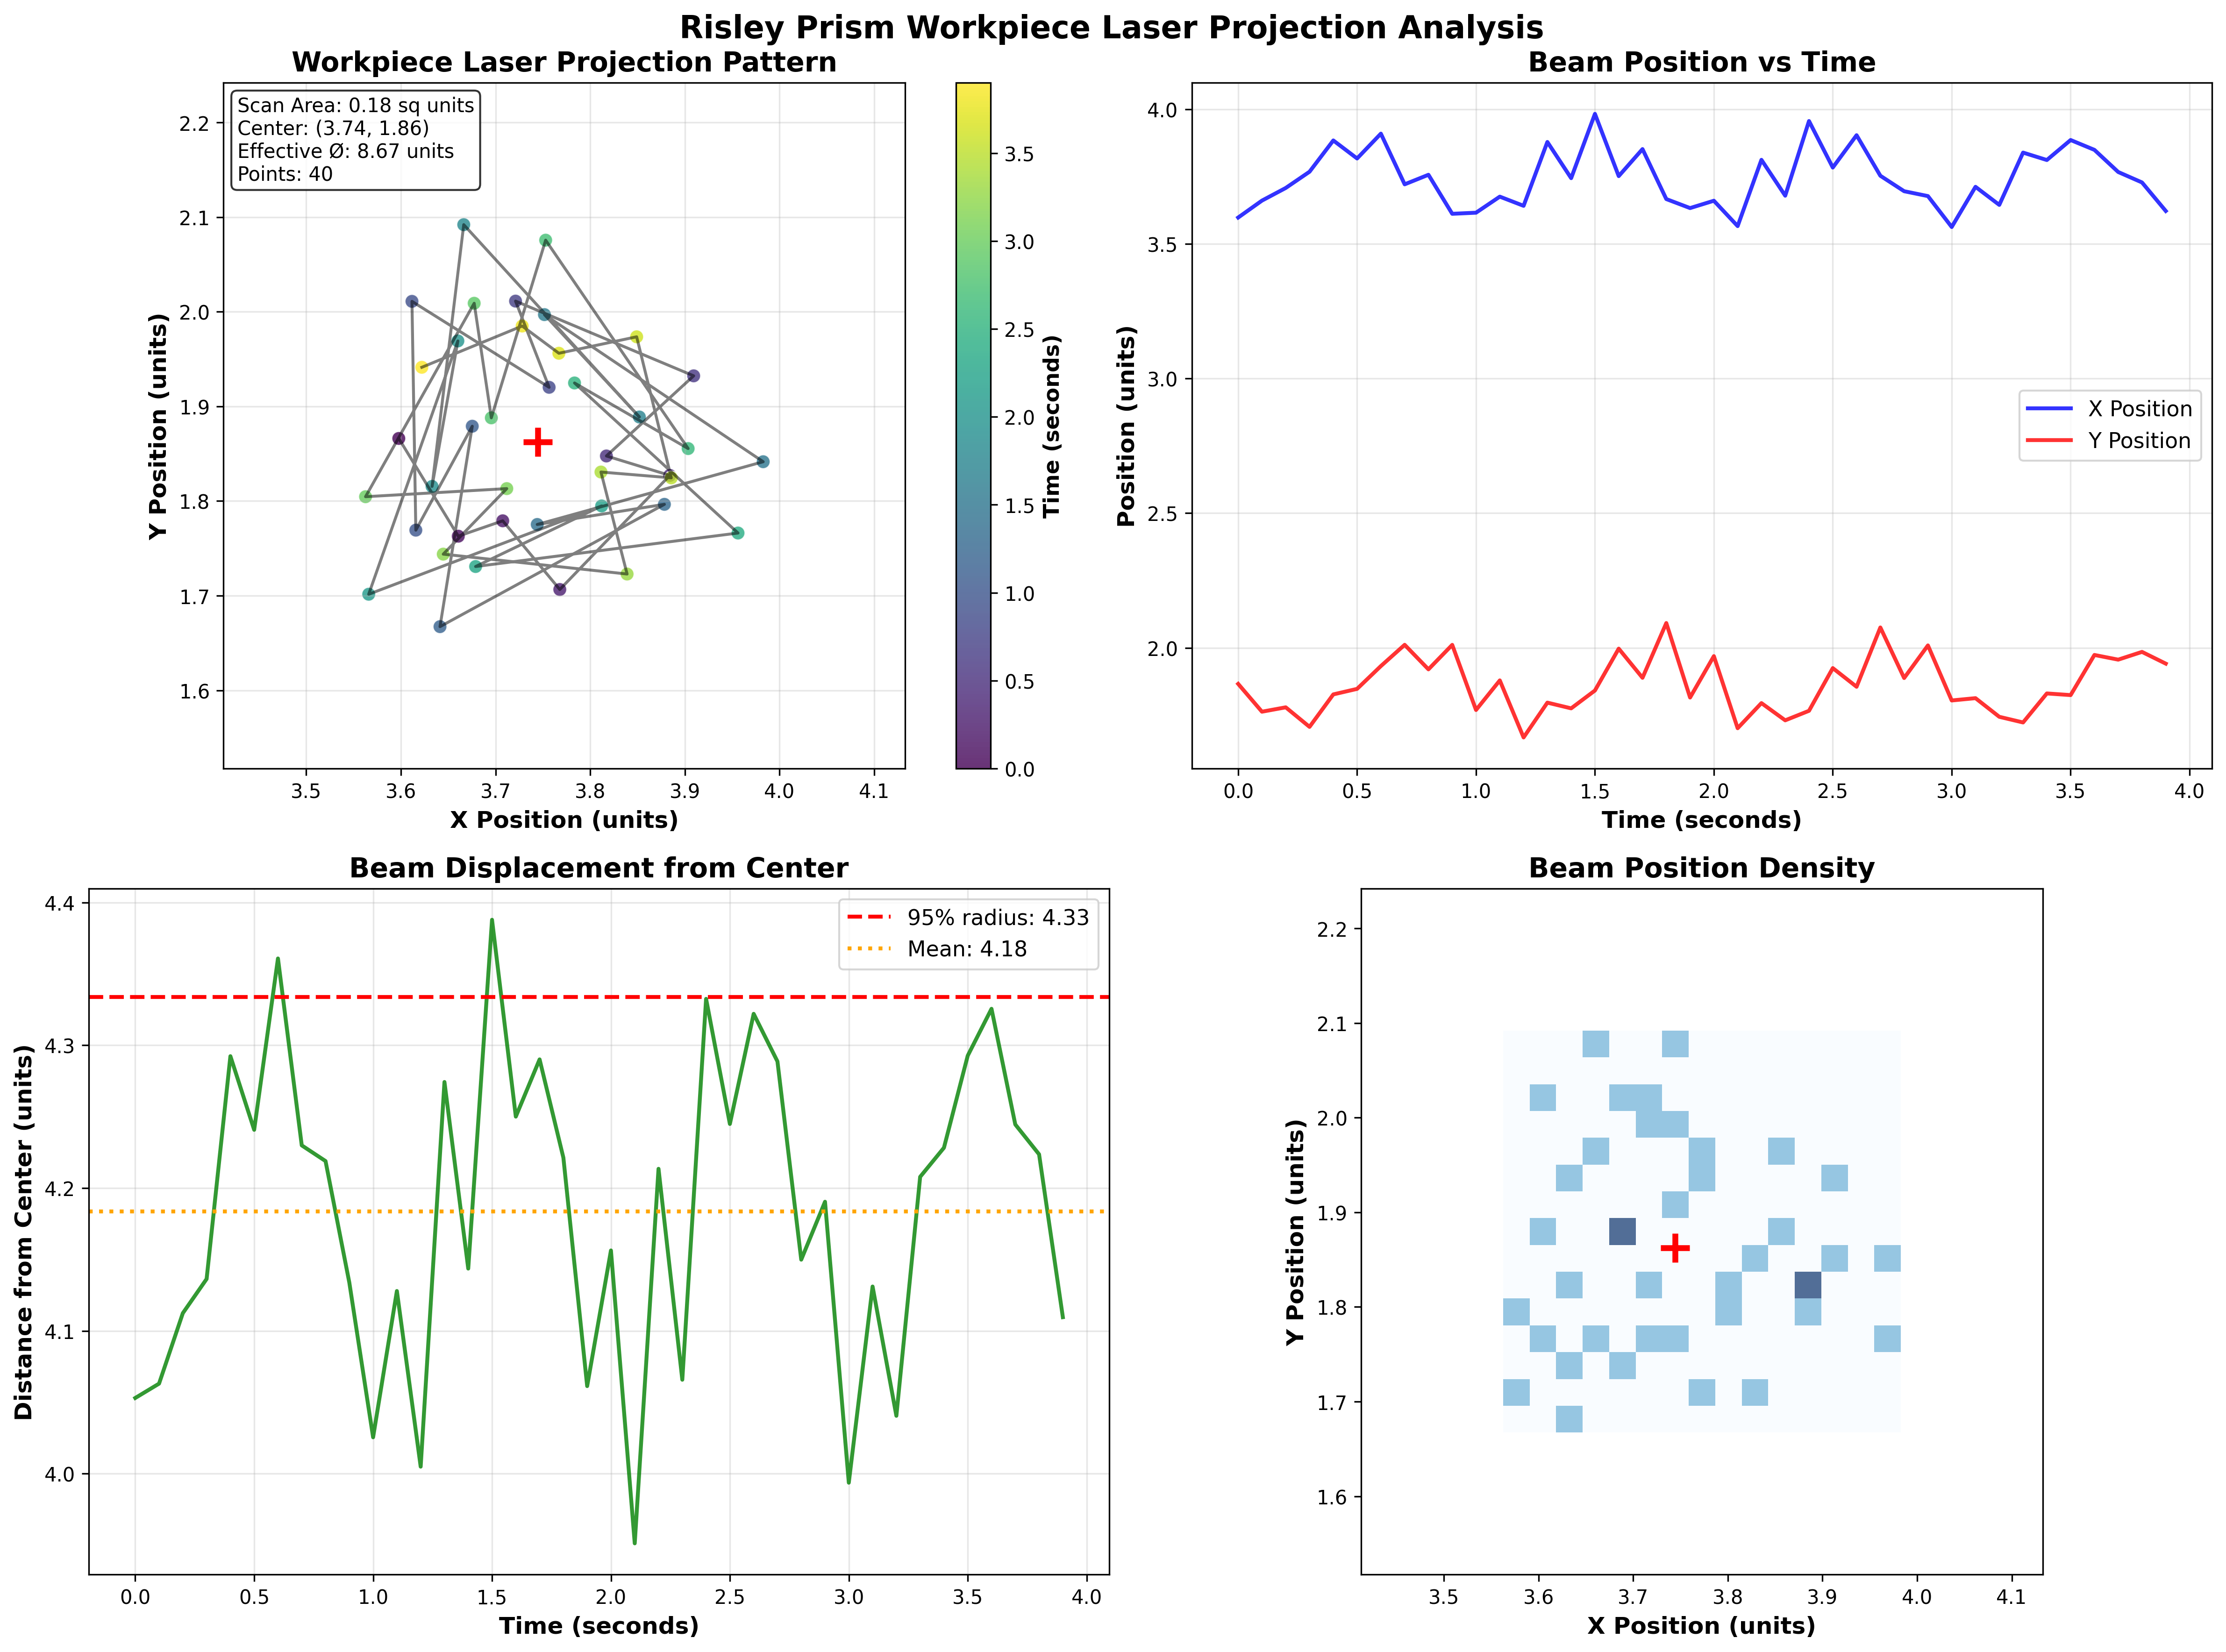 Risley Prism Workpiece Laser Projection Analysis
Workpiece Laser Projection Pattern
Scan Area: 0.18 sq units
Center: (3.74, 1.86)
Effective Ø: 8.67 units
Points: 40
2.2
2.1
2.0
1.9
1.8
1.7
1.6
Y Position (units)
3.5 3.6 3.7 3.8 3.9 4.0 4.1
X Position (units)
3.5
3.0
2.5
2.0
1.5
1.0
0.5
0.0
Time (seconds)
Beam Position vs Time
4.0
3.5
3.0
2.5
2.0
Position (units)
X Position
Y Position
0.0 0.5 1.0 1.5 2.0 2.5 3.0 3.5 4.0
Time (seconds)
Beam Displacement from Center
95% radius: 4.33
Mean: 4.18
4.4
4.3
4.2
4.1
4.0
Distance from Center (units)
0.0 0.5 1.0 1.5 2.0 2.5 3.0 3.5 4.0
Time (seconds)
Beam Position Density
2.2
2.1
2.0
1.9
1.8
1.7
1.6
Y Position (units)
3.5 3.6 3.7 3.8 3.9 4.0 4.1
X Position (units)